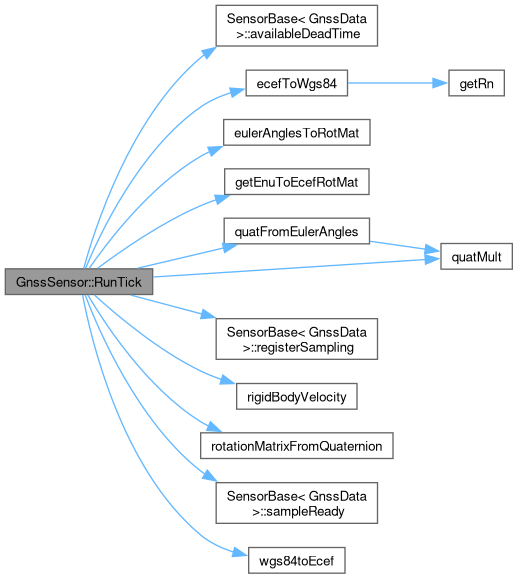 SensorBase< GnssData
>::availableDeadTime
ecefToWgs84
getRn
eulerAnglesToRotMat
getEnuToEcefRotMat
quatFromEulerAngles
quatMult
GnssSensor::RunTick
SensorBase< GnssData
>::registerSampling
rigidBodyVelocity
rotationMatrixFromQuaternion
SensorBase< GnssData
>::sampleReady
wgs84toEcef